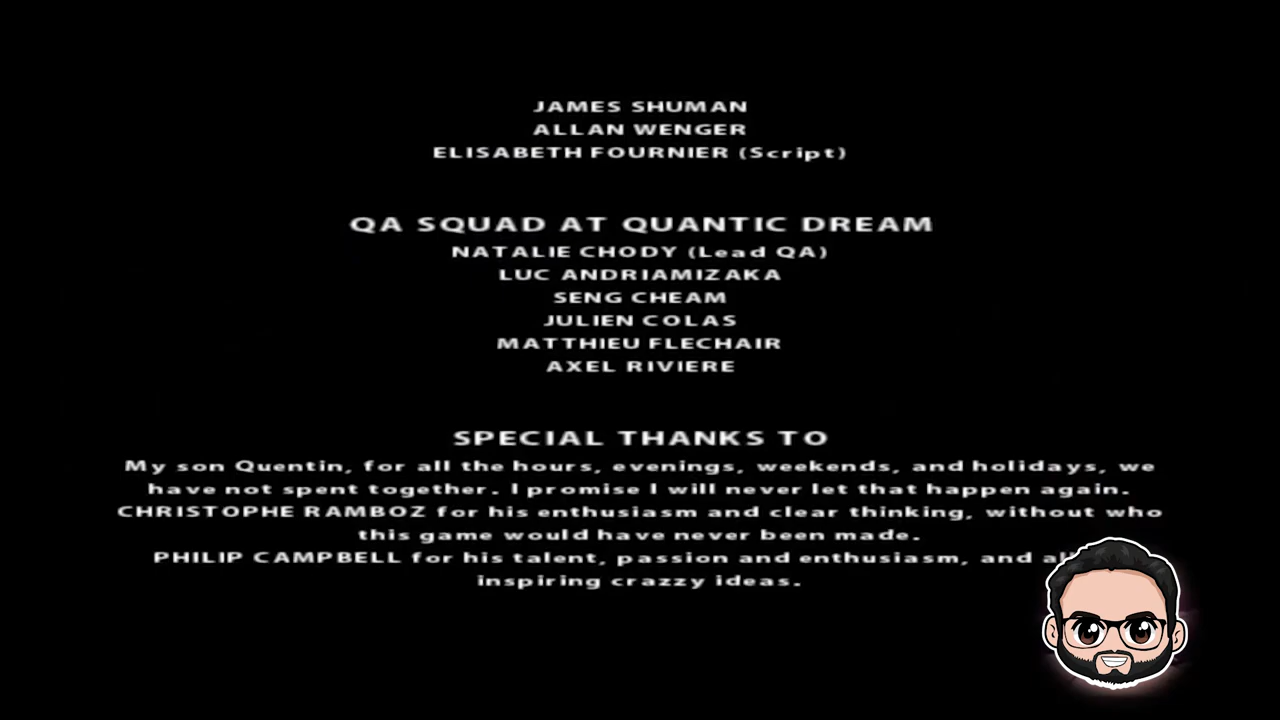 JAMES SHUMAN
ALLAN WENGER
ELISABETH FOURNIER (Script)
QA SQUAD AT QUANTIC DREAM
NATALIE CHODY (Lead QA)
LUC ANDRIAMIZAKA
SENG CHEAM
JULIEN COLAS
MATTHIEU FLECHAIR
AXEL RIVIERE
SPECIAL THANKS TO
My son Quentin, for all the hours, evenings, weekends, and holidays, we
have not spent together. I promise I will never let that happen again.
CHRISTOPHE RAMBOZ for his enthusiasm and clear thinking, without who
this game would have never been made.
PHILIP CAMPBELL for his talent, passion and enthusiasm, and
inspiring crazzy ideas.